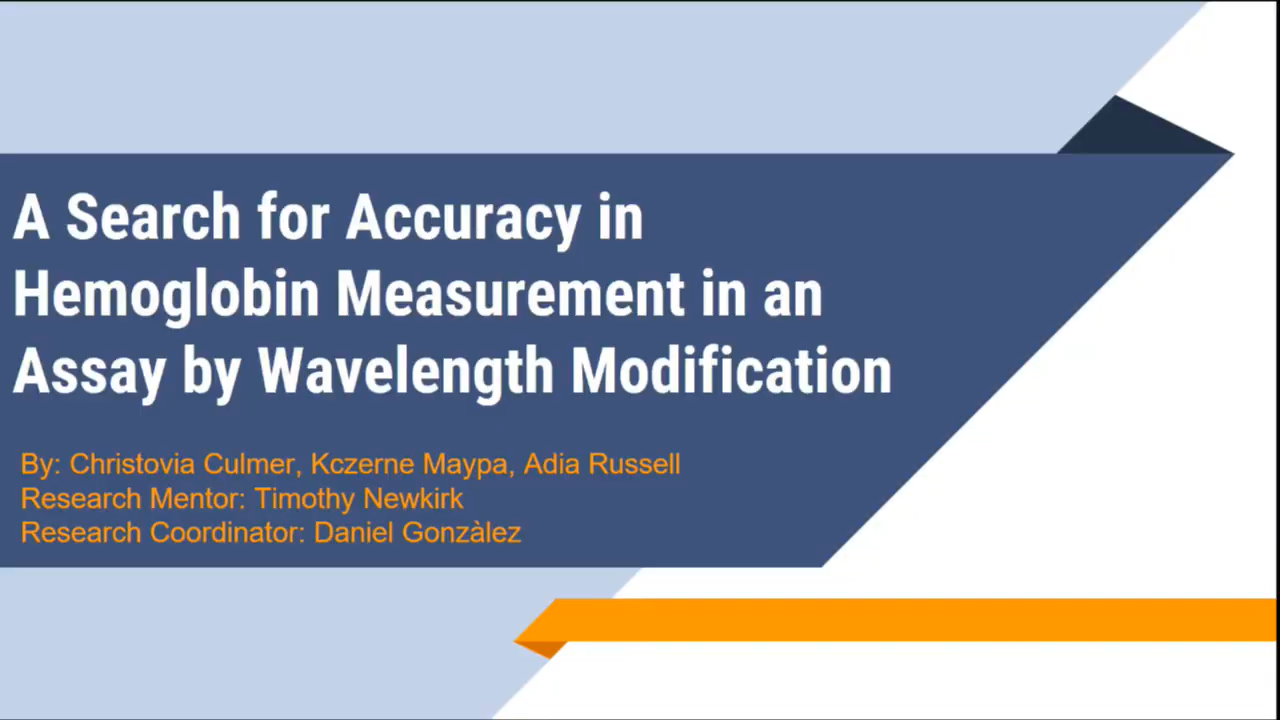 A Search for Accuracy in
Hemoglobin Measurement in an
Assay by Wavelength Modification
By: Christovia Culmer, Kczerne Maypa, Adia Russell
Research Mentor: Timothy Newkirk
Research Coordinator: Daniel Gonzàlez